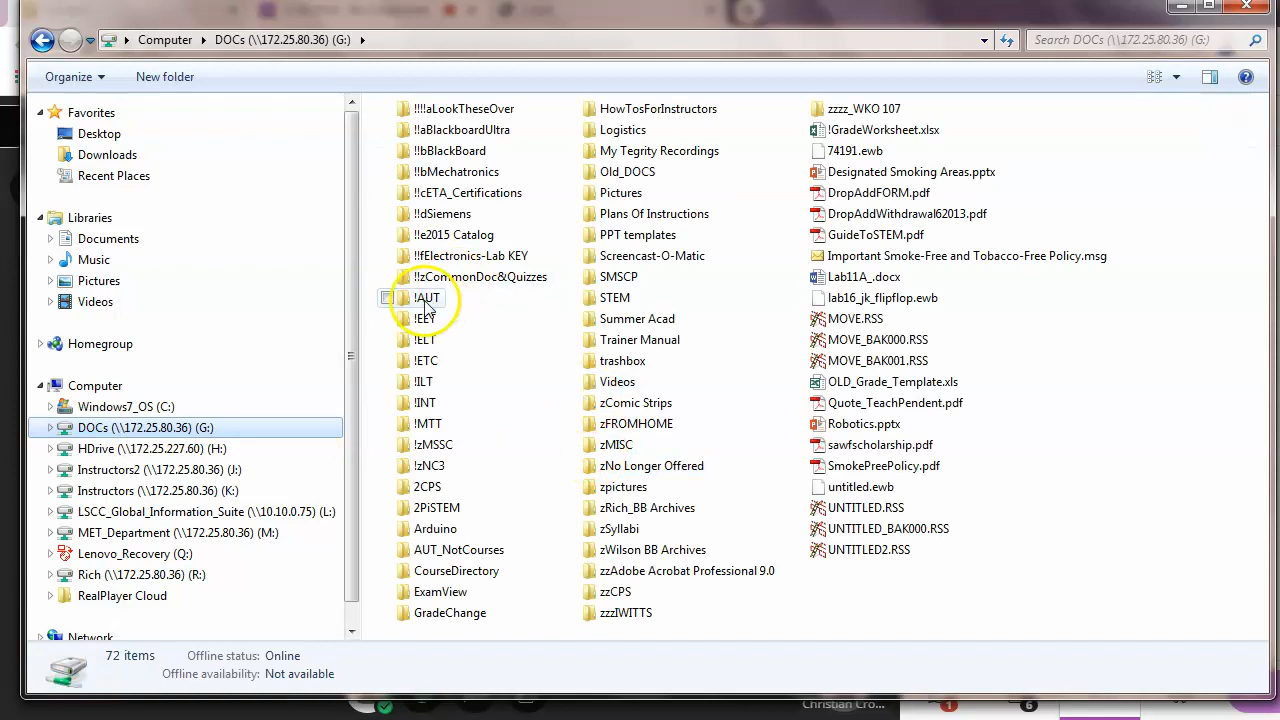 Computer DOCs (\\172.25.80.36) (G:) Search DOCs (\\172.25.80.36) (G:)
Organize New folder
Favorites
Desktop
Downloads
Recent Places
Libraries
Documents
Music
Pictures
Videos
Homegroup
Computer
Windows7_OS (C:)
DOCs (\\172.25.80.36) (G:)
HDrive (\\172.25.227.60) (H:)
Instructors2 (\\172.25.80.36) (J:)
Instructors (\\172.25.80.36) (K:)
LSCC_Global_Information_Suite (\\10.10.0.75) (L:)
MET_Department (\\172.25.80.36) (M:)
Lenovo_Recovery (Q:)
Rich (\\172.25.80.36) (R:)
RealPlayer Cloud
Network
!!!!aLookTheseOver
!!aBlackboardUltra
!!bBlackBoard
!!bMechatronics
!!cETA_Certifications
!!dSiemens
!!e2015 Catalog
!!fElectronics-Lab KEY
!!zCommonDoc&Quizzes
!AUT
!EET
!ELT
!ETC
!ILT
!INT
!MTT
!zMSSC
!zNC3
2CPS
2PiSTEM
Arduino
AUT_NotCourses
CourseDirectory
ExamView
GradeChange
HowTosForInstructors
Logistics
My Tegrity Recordings
Old_DOCS
Pictures
Plans Of Instructions
PPT templates
Screencast-O-Matic
SMSCP
STEM
Summer Acad
Trainer Manual
trashbox
Videos
zComic Strips
zFROMHOME
zMISC
zNo Longer Offered
zpictures
zRich_BB Archives
zSyllabi
zWilson BB Archives
zzAdobe Acrobat Professional 9.0
zzCPS
zzzIWITTS
zzzz_WKO 107
!GradeWorksheet.xlsx
74191.ewb
Designated Smoking Areas.pptx
DropAddFORM.pdf
DropAddWithdrawal62013.pdf
GuideToSTEM.pdf
Important Smoke-Free and Tobacco-Free Policy.msg
Lab11A_.docx
lab16_jk_flipflop.ewb
MOVE.RSS
MOVE_BAK000.RSS
MOVE_BAK001.RSS
OLD_Grade_Template.xls
Quote_TeachPendent.pdf
Robotics.pptx
sawfscholarship.pdf
SmokePreePolicy.pdf
untitled.ewb
UNTITLED.RSS
UNTITLED_BAK000.RSS
UNTITLED2.RSS
72 items Offline status: Online
Offline availability: Not available
Christian Cro... 1 6